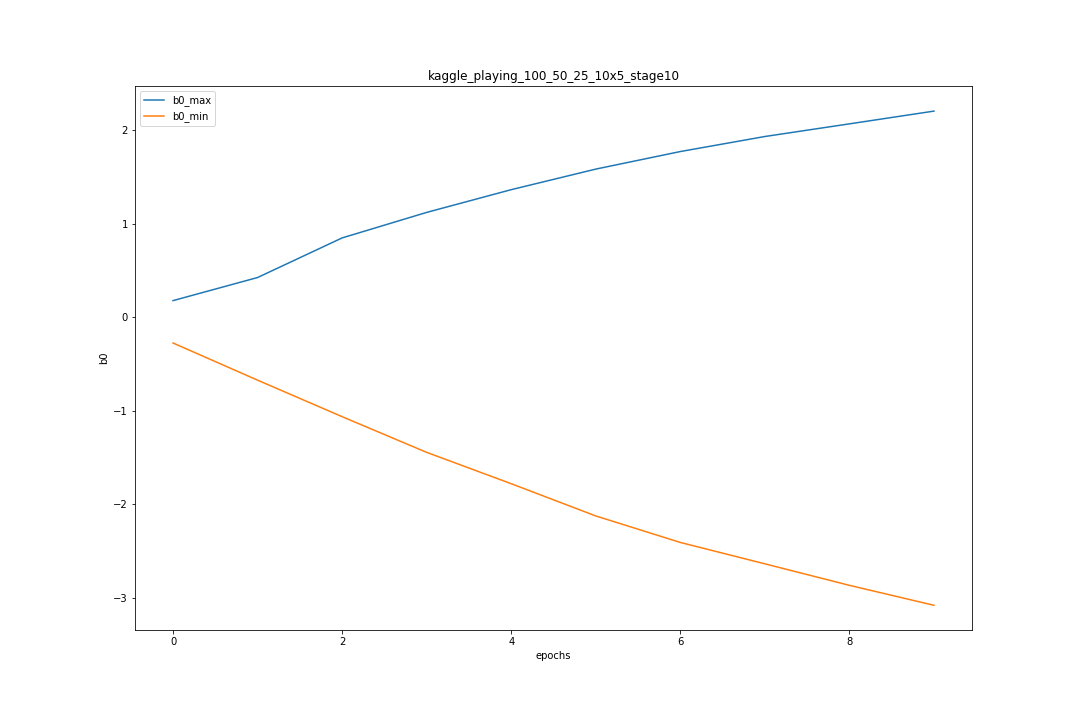 kaggle_playing_100_50_25_10x5_stage10
b0_max
b0_min
2
1
0
−1
−2
−3
b0
0 2 4 6 8
epochs